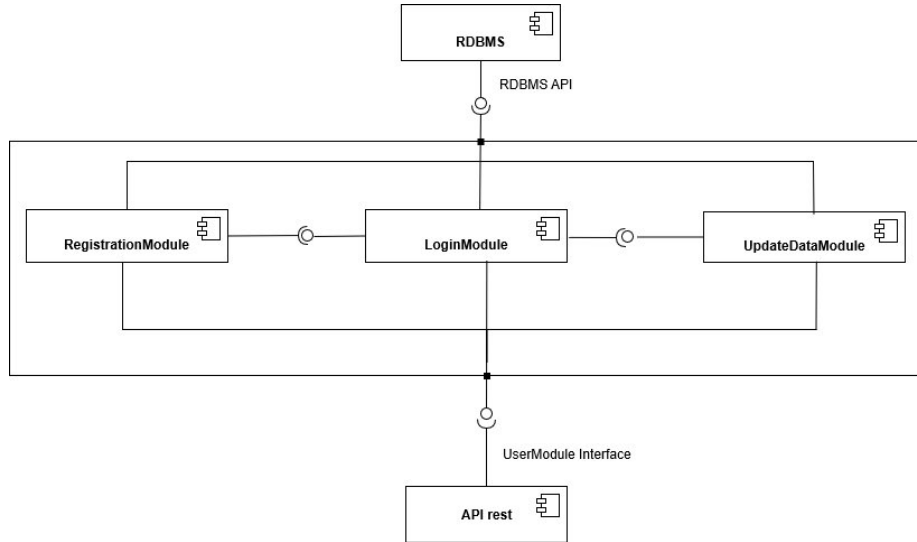 RDBMS
RDBMS API
RegistrationModule
LoginModule
UpdateDataModule
UserModule Interface
API rest